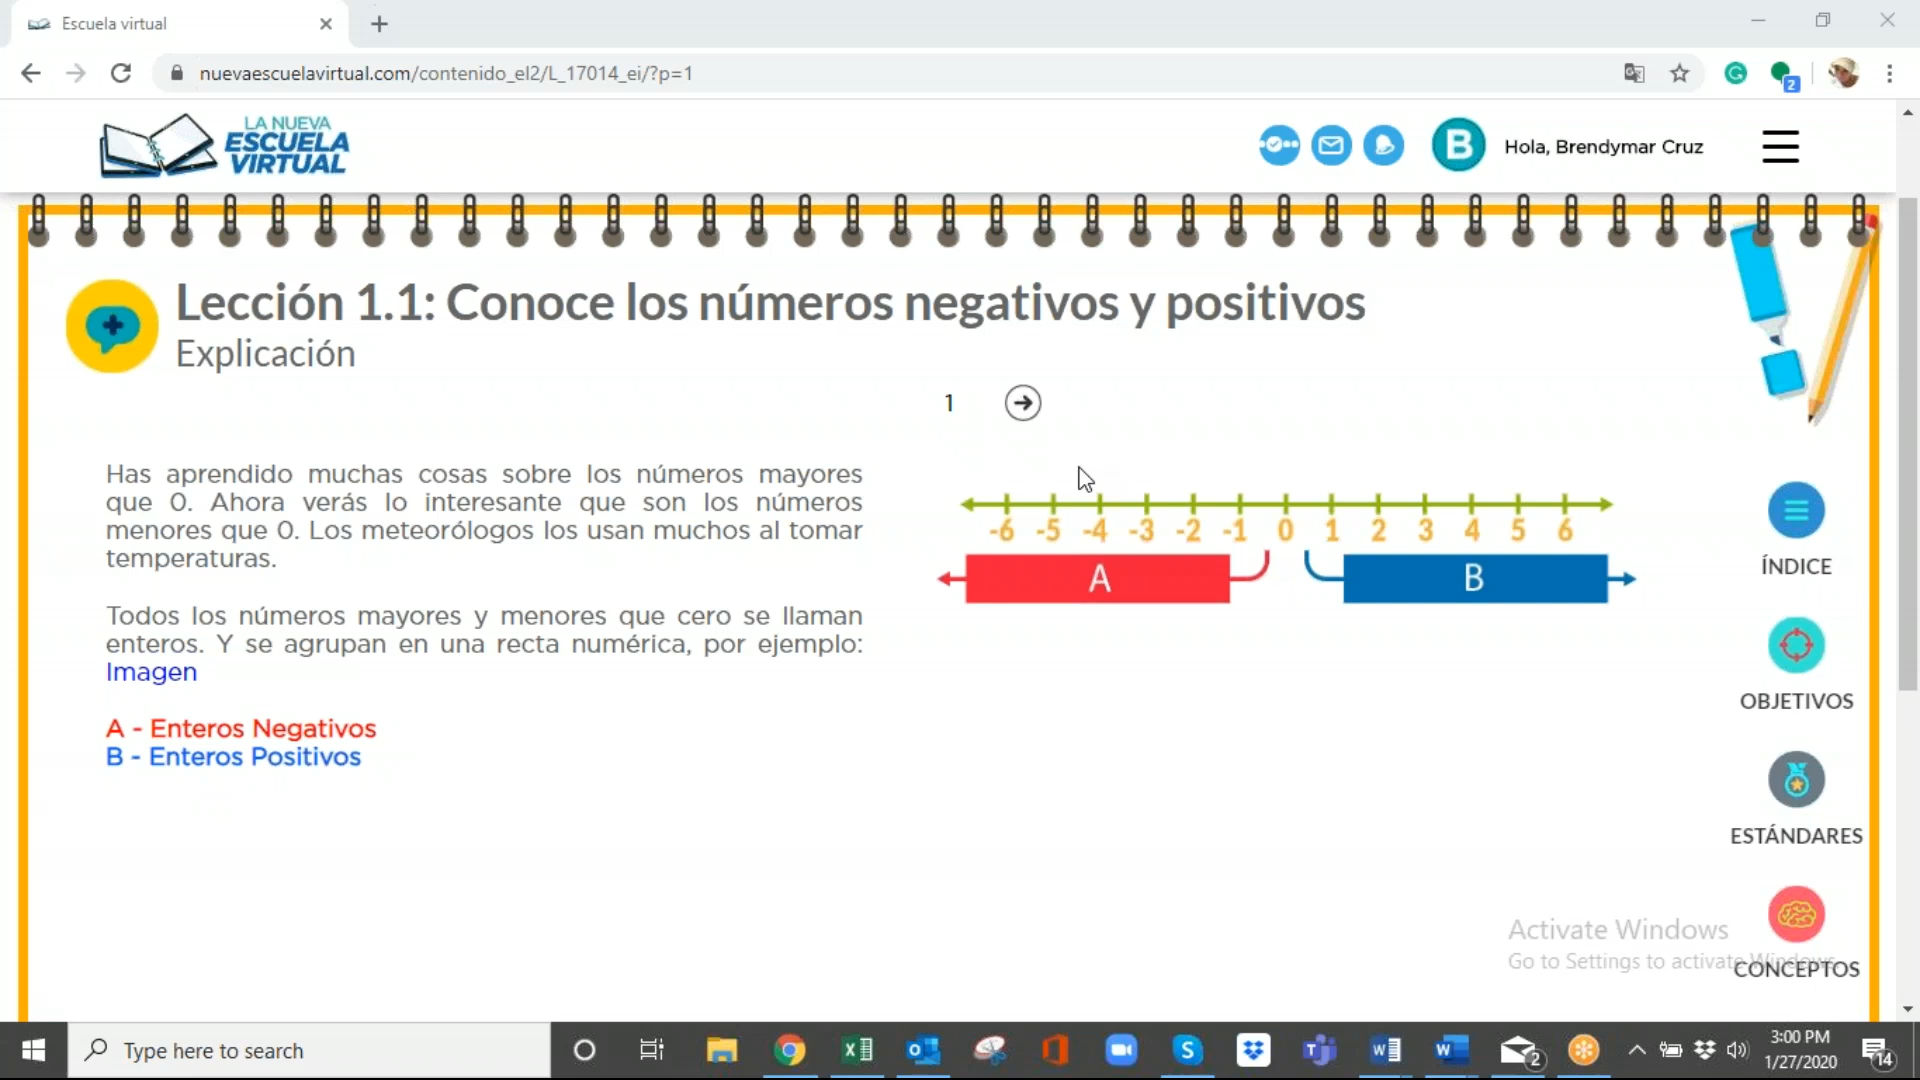 Escuela virtual
nuevaescuelavirtual.com/contenido_el2/L_17014_ei/?p=1
2
LA NUEVA
ESCUELA
VIRTUAL
B
Hola, Brendymar Cruz
Lección 1.1: Conoce los números negativos y positivos
Explicación
1
Has aprendido muchas cosas sobre los números mayores
que 0. Ahora verás lo interesante que son los números
menores que 0. Los meteorólogos los usan muchos al tomar
temperaturas.
Todos los números mayores y menores que cero se llaman
enteros. Y se agrupan en una recta numérica, por ejemplo:
Imagen
A - Enteros Negativos
B - Enteros Positivos
-6 -5 -4 -3 -2 -1 0 1 2 3 4 5 6
A B
ÍNDICE
OBJETIVOS
ESTÁNDARES
CONCEPTOS
Activate Windows
Go to Settings to activate Windows.
Type here to search
2
3:00 PM
1/27/2020
14